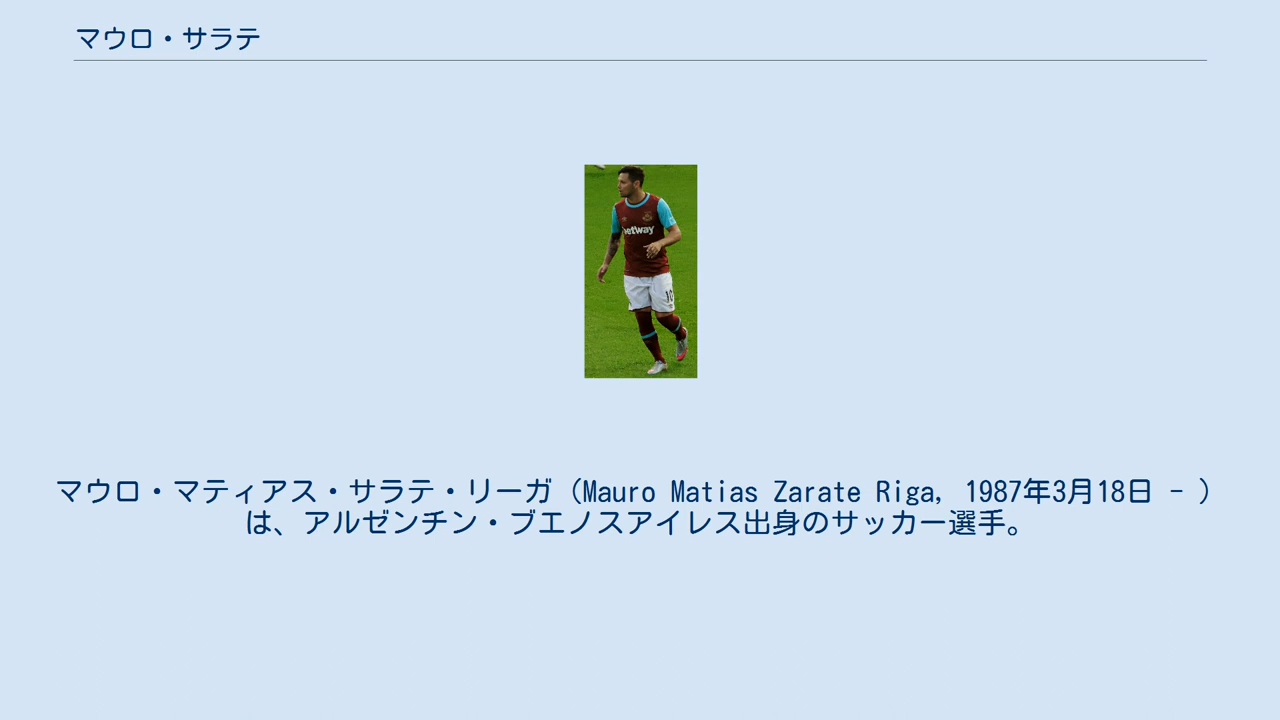 マウロ・サラテ
betway
10
マウロ・マティアス・サラテ・リーガ（Mauro Matias Zarate Riga, 1987年3月18日 - ）
は、アルゼンチン・ブエノスアイレス出身のサッカー選手。